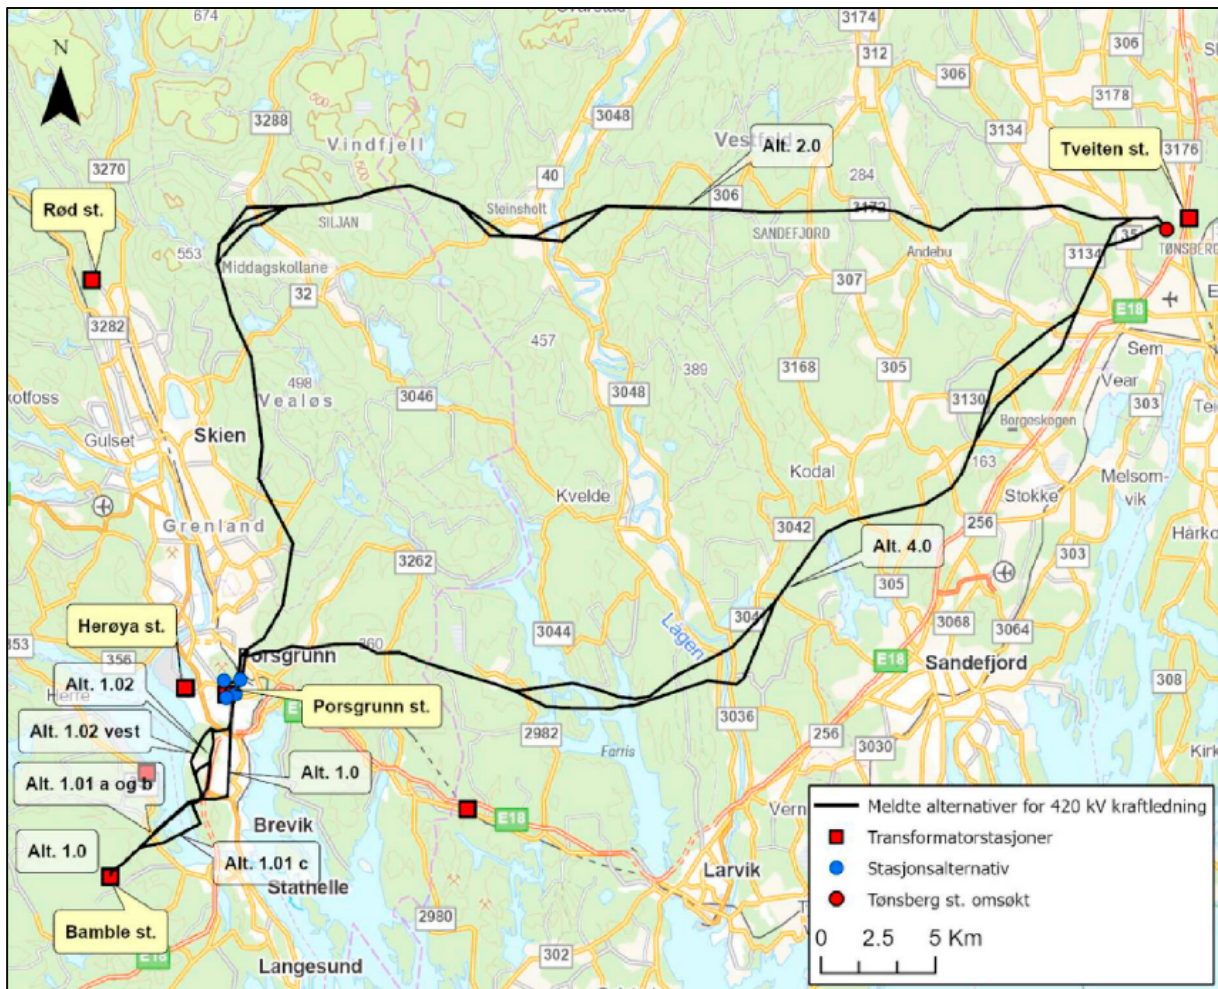 674
3174
312
306
306
3178
3288
3048
Vindfjell
3134
3176
N
3270
40
Alt. 2.0
Tveiten st.
306
284
Rød st.
Steinsholt
3172
SILJAN
SANDEFJORD
35
TØNSBERG
553
Middagskollane
Andebu
3134
32
307
E18
3282
457
Sem
389
3168
305
Vear
498
Vealøs
3046
3048
303
3130
Borgeskogen
Gulset
Skien
Kodal
163
Melsom-
vik
Kvelde
Stokke
Grenland
3042
256
3262
Alt. 4.0
303
305
Herøya st.
3044
Lågen
3068
3064
353
356
360
Porsgrunn
E18
Sandefjord
Alt. 1.02
Herre
308
Porsgrunn st.
3036
Alt. 1.02 vest
2982
256
3030
Farris
Alt. 1.0
Alt. 1.01 a og b
Meldte alternativer for 420 kV kraftledning
Brevik
E18
Transformatorstasjoner
Alt. 1.0
Alt. 1.01 c
Larvik
Stasjonsalternativ
Stathelle
Tønsberg st. omsøkt
Bamble st.
2980
0 2.5 5 Km
E18
Langesund
302